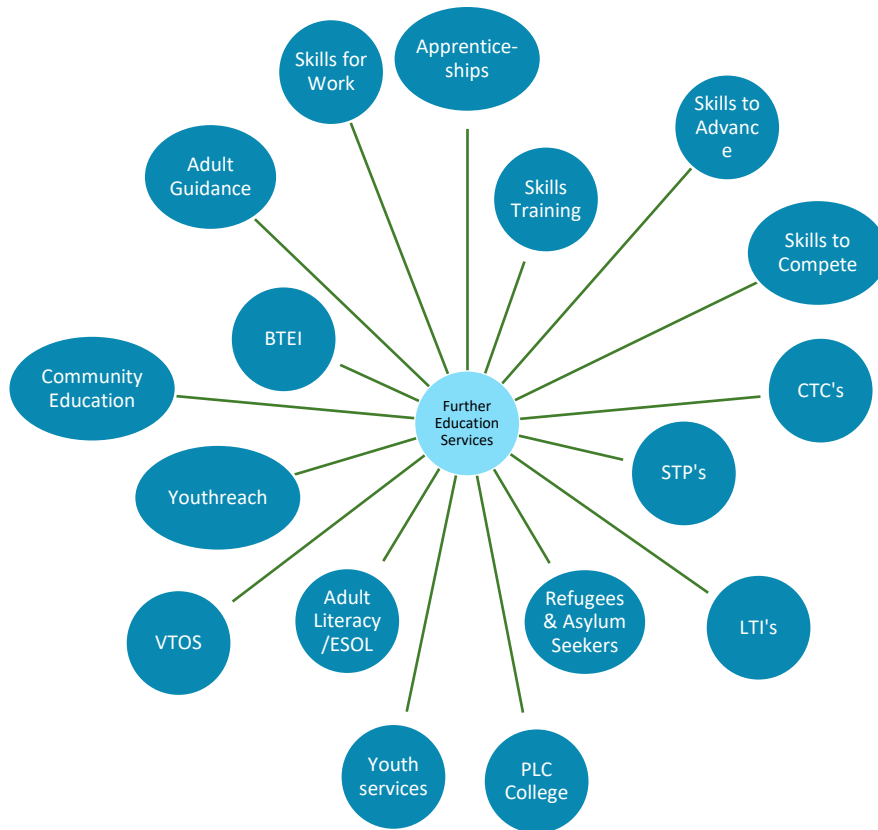 Apprentice-
ships
Skills for
Work
Skills to
Advanc
e
Adult
Guidance
Skills
Training
Skills to
Compete
BTEI
Community
Education
CTC's
Further
Education
Services
STP's
Youthreach
Adult
Literacy
/ESOL
Refugees
& Asylum
Seekers
VTOS
LTI's
Youth
services
PLC
College